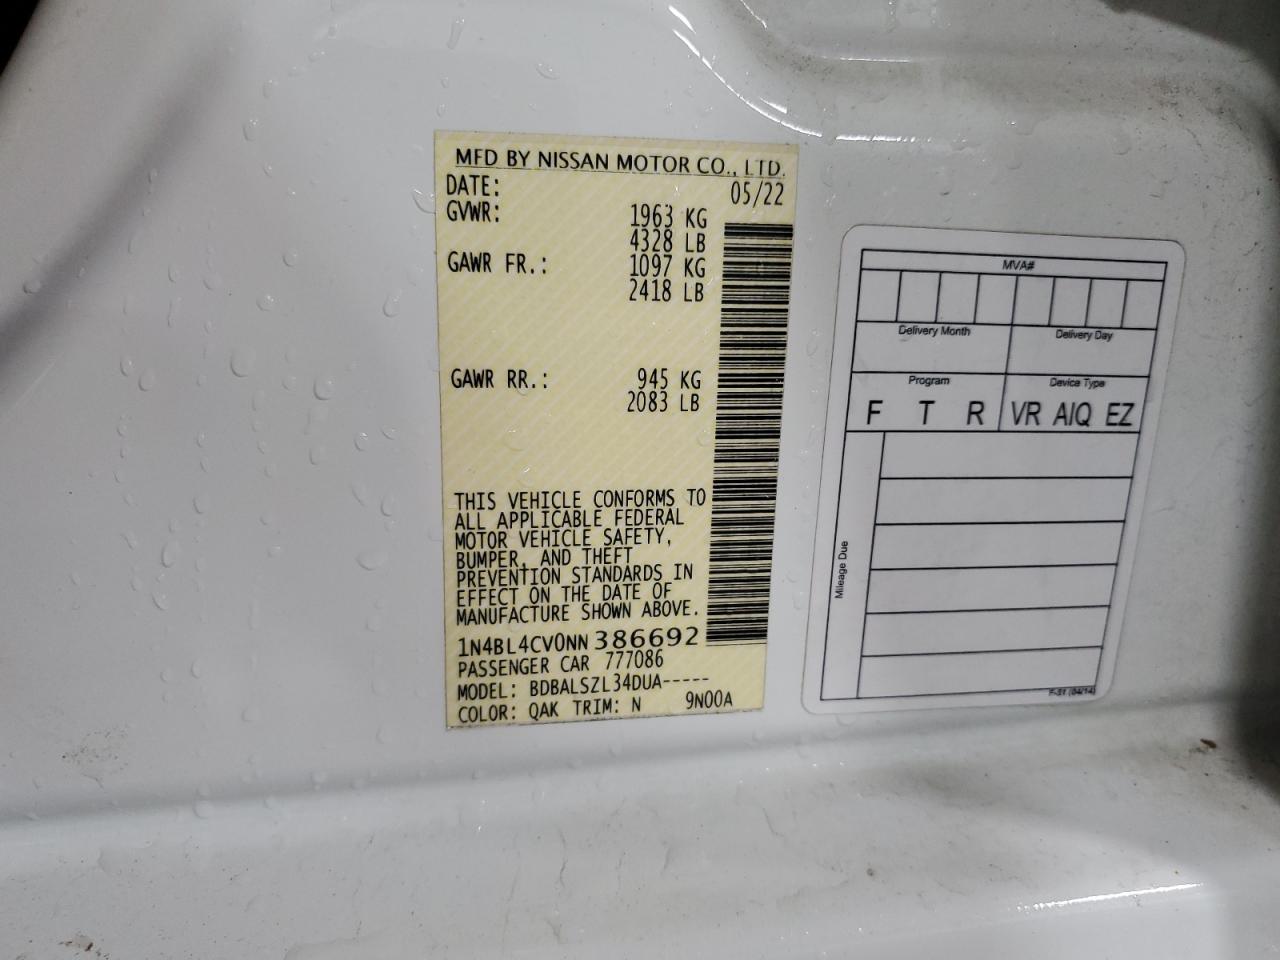 MFD BY NISSAN MOTOR CO., LTD.
DATE: 05/22
GVWR: 1963 KG
4328 LB
GAWR FR.: 1097 KG
2418 LB
GAWR RR.: 945 KG
2083 LB
THIS VEHICLE CONFORMS TO
ALL APPLICABLE FEDERAL
MOTOR VEHICLE SAFETY,
BUMPER, AND THEFT
PREVENTION STANDARDS IN
EFFECT ON THE DATE OF
MANUFACTURE SHOWN ABOVE.
1N4BL4CV0NN386692
PASSENGER CAR 777086
MODEL: BDBALSZL34DUA-----
COLOR: QAK TRIM: N 9N00A
MVA#
Delivery Month Delivery Day
Program Device Type
F T R VR AIQ EZ
Mileage Due
F-31 (04/14)